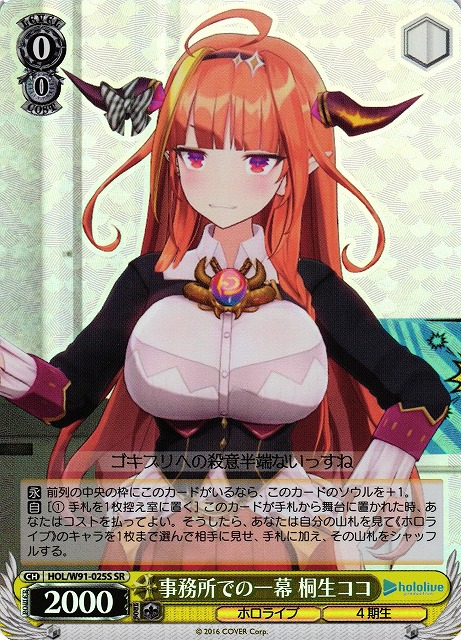 LEVEL
0
0
COST
ゴキブリへの殺意半端ないっすね
永 前列の中央の枠にこのカードがいるなら、このカードのソウルを+1。
自 [① 手札を1枚控え室に置く] このカードが手札から舞台に置かれた時、あ
なたはコストを払ってよい。そうしたら、あなたは自分の山札を見て《ホロ
ライブ》のキャラを1枚まで選んで相手に見せ、手札に加え、その山札をシャッフ
ルする。
CH HOL/W91-025S SR
POWER
2000
SOUL
事務所での一幕 桐生ココ
hololive
ホロライブ
4期生
© 2016 COVER Corp.